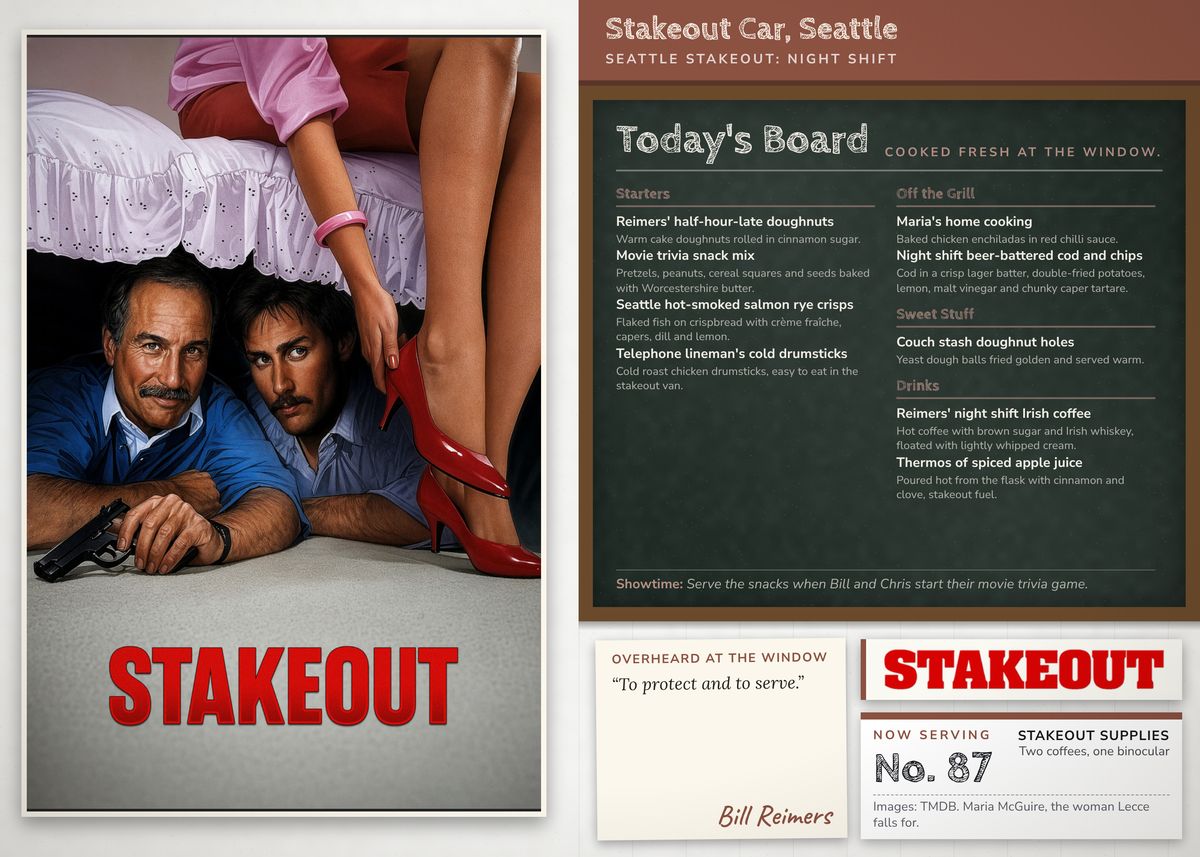 STAKEOUT
Stakeout Car, Seattle
SEATTLE STAKEOUT: NIGHT SHIFT
Today's Board
COOKED FRESH AT THE WINDOW.
Starters
Reimers' half-hour-late doughnuts
Warm cake doughnuts rolled in cinnamon sugar.
Movie trivia snack mix
Pretzels, peanuts, cereal squares and seeds baked
with Worcestershire butter.
Seattle hot-smoked salmon rye crisps
Flaked fish on crispbread with crème fraîche,
capers, dill and lemon.
Telephone lineman's cold drumsticks
Cold roast chicken drumsticks, easy to eat in the
stakeout van.
Off the Grill
Maria's home cooking
Baked chicken enchiladas in red chilli sauce.
Night shift beer-battered cod and chips
Cod in a crisp lager batter, double-fried potatoes,
lemon, malt vinegar and chunky caper tartare.
Sweet Stuff
Couch stash doughnut holes
Yeast dough balls fried golden and served warm.
Drinks
Reimers' night shift Irish coffee
Hot coffee with brown sugar and Irish whiskey,
floated with lightly whipped cream.
Thermos of spiced apple juice
Poured hot from the flask with cinnamon and
clove, stakeout fuel.
Showtime: Serve the snacks when Bill and Chris start their movie trivia game.
OVERHEARD AT THE WINDOW
“To protect and to serve.”
Bill Reimers
STAKEOUT
NOW SERVING
No. 87
STAKEOUT SUPPLIES
Two coffees, one binocular
Images: TMDB. Maria McGuire, the woman Lecce
falls for.